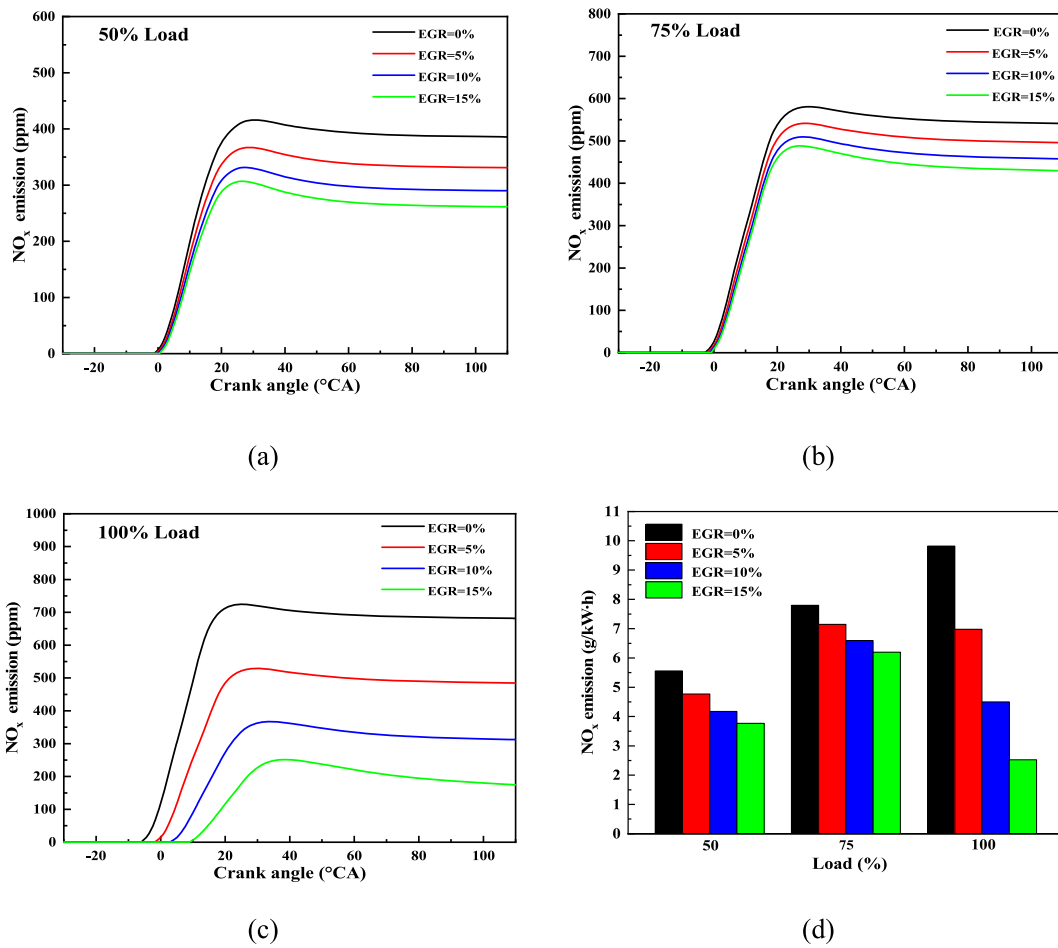 600
500
400
300
200
100
0
NOx emission (ppm)
50% Load
EGR=0%
EGR=5%
EGR=10%
EGR=15%
-20 0 20 40 60 80 100
Crank angle (°CA)
(a)
800
700
600
500
400
300
200
100
0
NOx emission (ppm)
75% Load
EGR=0%
EGR=5%
EGR=10%
EGR=15%
-20 0 20 40 60 80 100
Crank angle (°CA)
(b)
1000
900
800
700
600
500
400
300
200
100
0
NOx emission (ppm)
100% Load
EGR=0%
EGR=5%
EGR=10%
EGR=15%
-20 0 20 40 60 80 100
Crank angle (°CA)
(c)
11
10
9
8
7
6
5
4
3
2
1
0
NOx emission (g/kW·h)
EGR=0%
EGR=5%
EGR=10%
EGR=15%
50 75 100
Load (%)
(d)